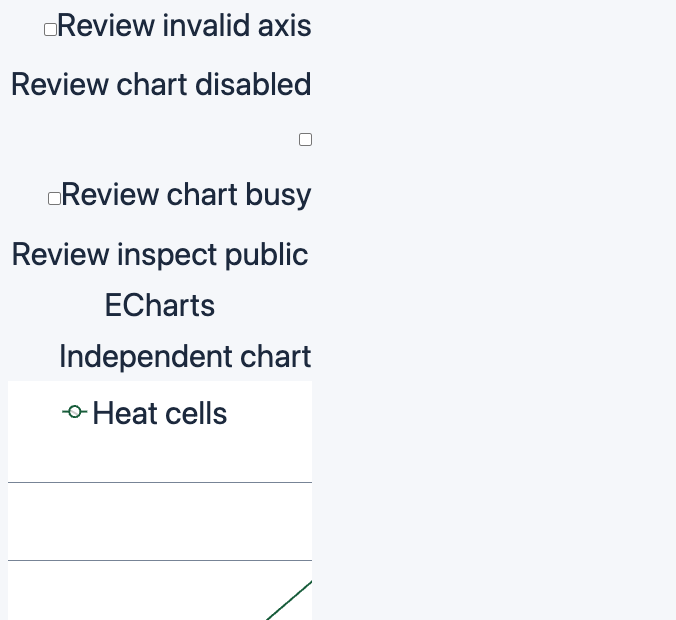 Review invalid axis
Review chart disabled
Review chart busy
Review inspect public
ECharts
Independent chart
Heat cells